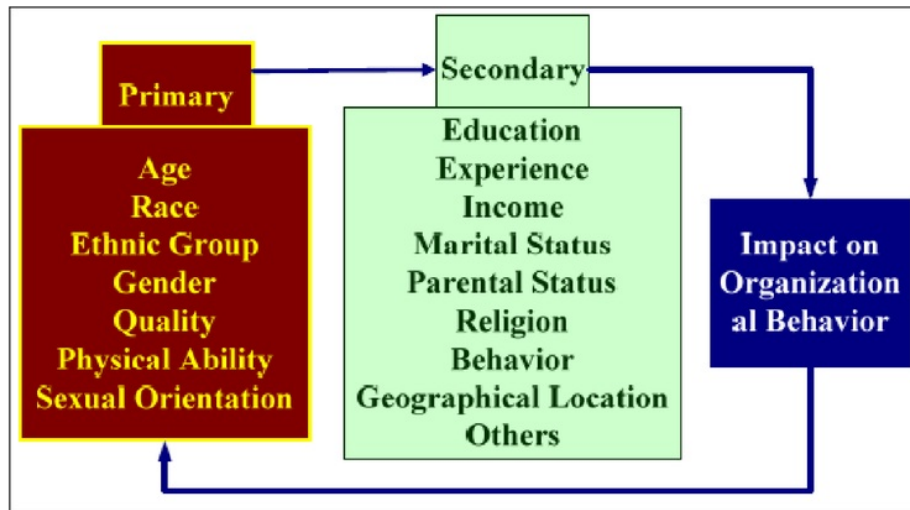 Primary
Age
Race
Ethnic Group
Gender
Quality
Physical Ability
Sexual Orientation
Secondary
Education
Experience
Income
Marital Status
Parental Status
Religion
Behavior
Geographical Location
Others
Impact on
Organization
al Behavior